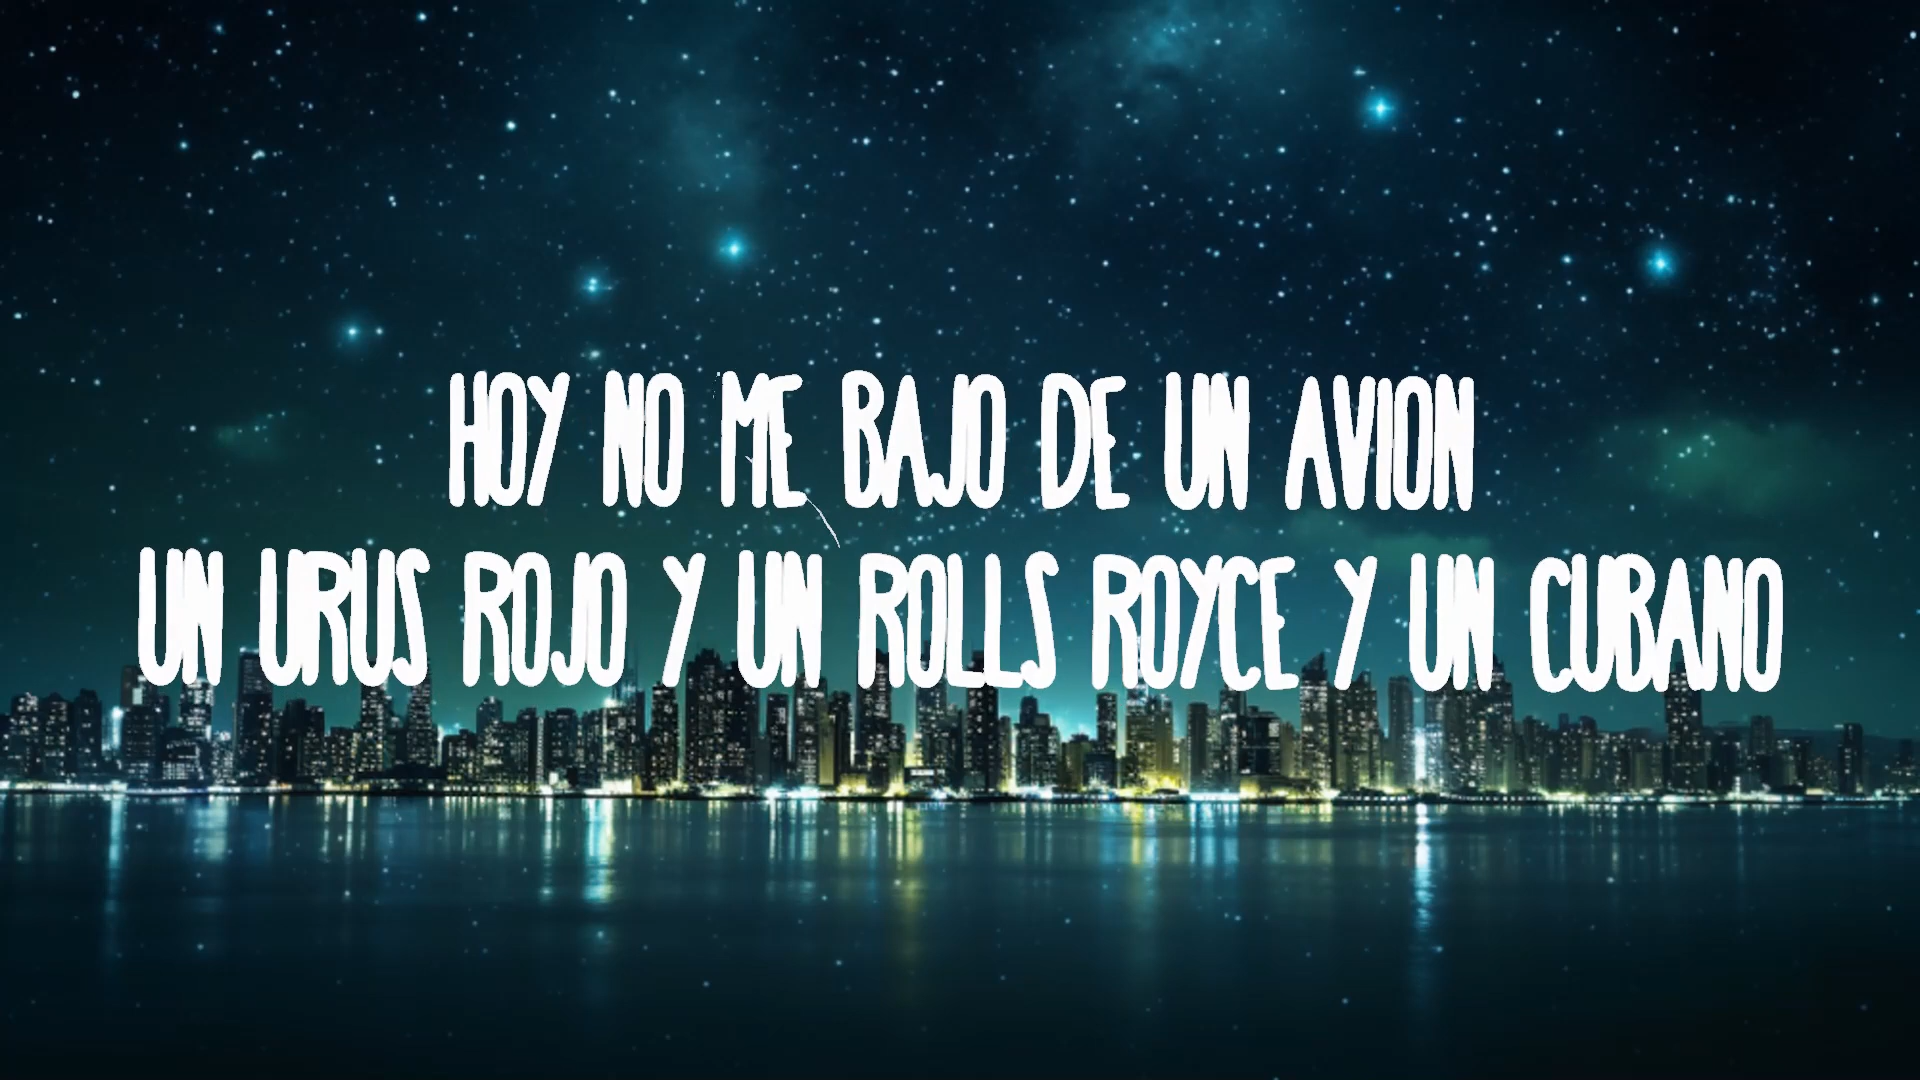 HOY NO ME BAJO DE UN AVION
UN URUS ROJO Y UN ROLLS ROYCE Y UN CUBANO